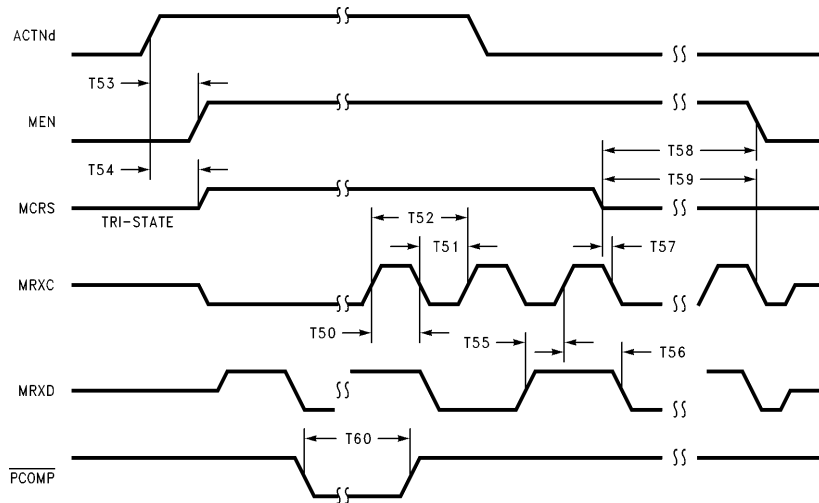 ACTNd
T53
MEN
T54
T58
T59
MCRS
TRI-STATE
T52
T51
T57
MRXC
T50
T55
T56
MRXD
T60
PCOMP